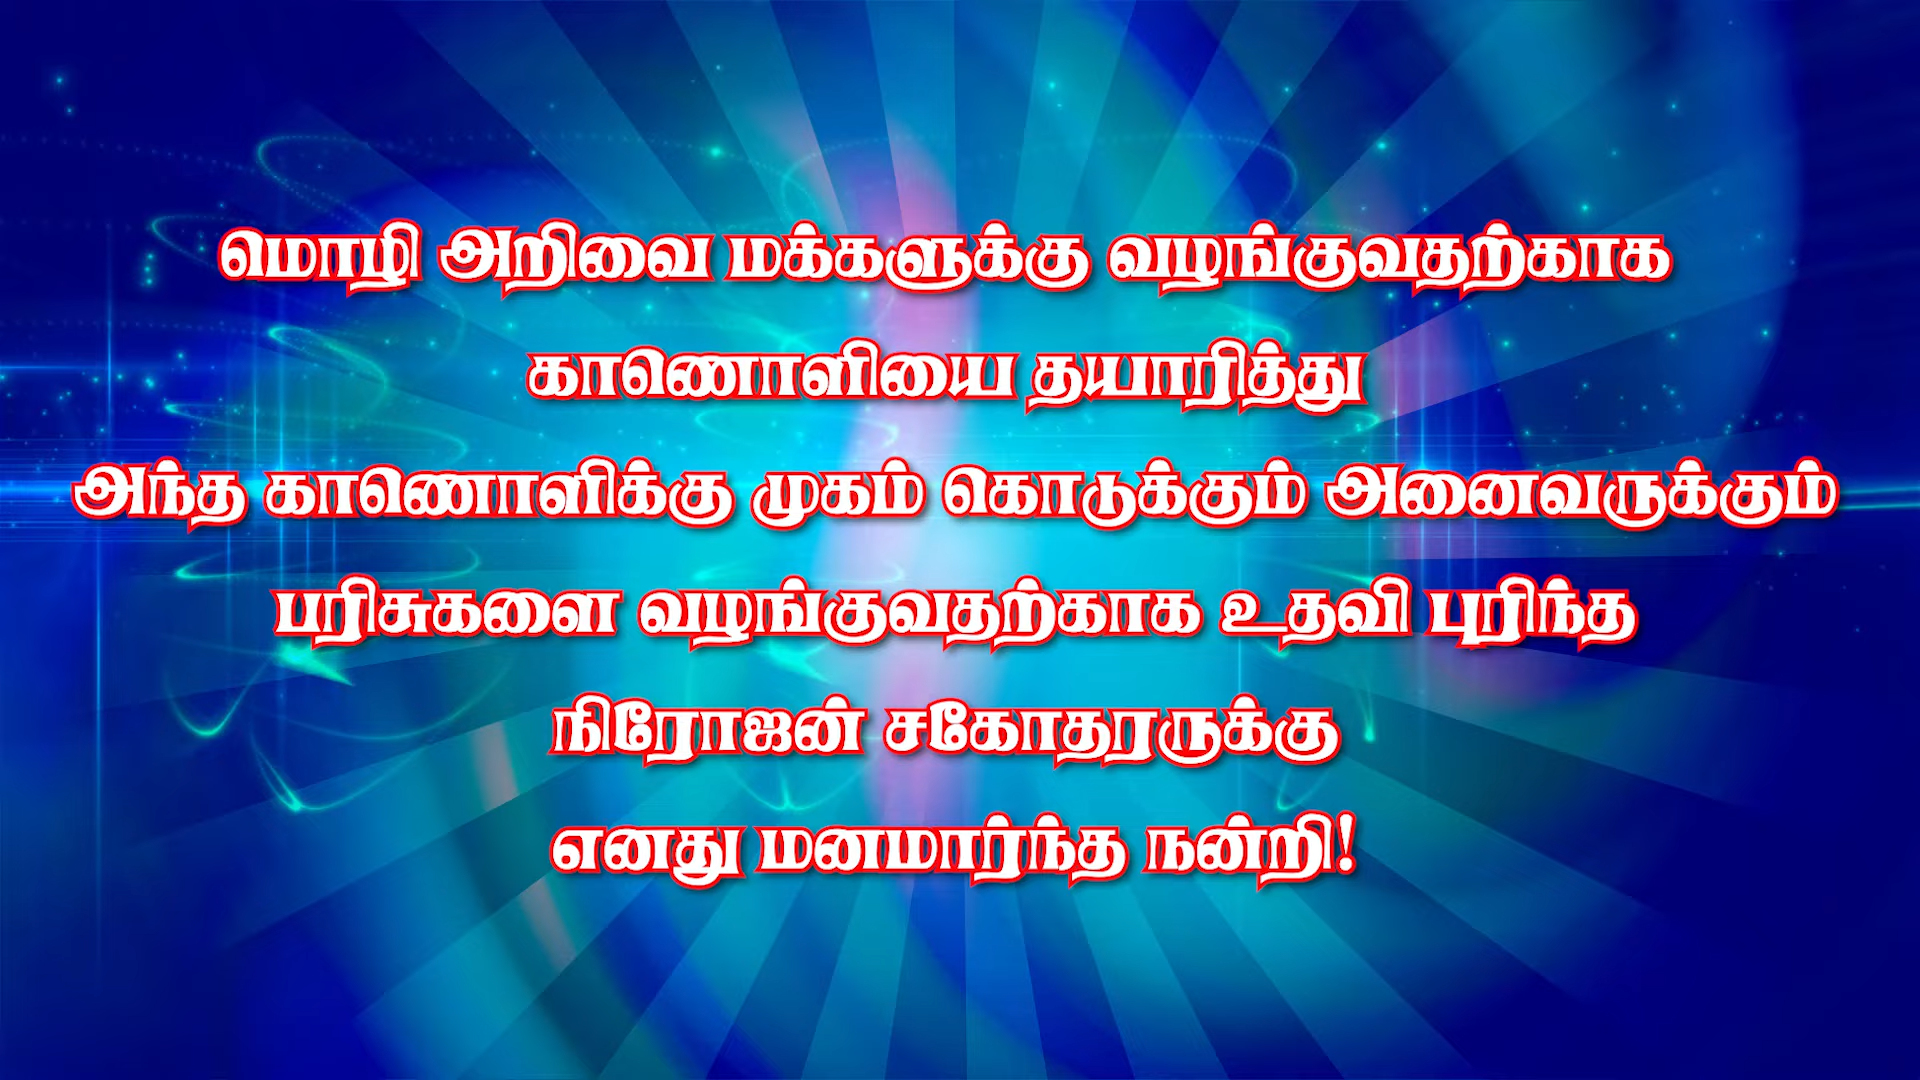 மொழி அறிவை மக்களுக்கு வழங்குவதற்காக
காணொளியை தயாரித்து
அந்த காணொளிக்கு முகம் கொடுக்கும் அனைவருக்கும்
பரிசுகளை வழங்குவதற்காக உதவி புரிந்த
நிரோஜன் சகோதரருக்கு
எனது மனமார்ந்த நன்றி!